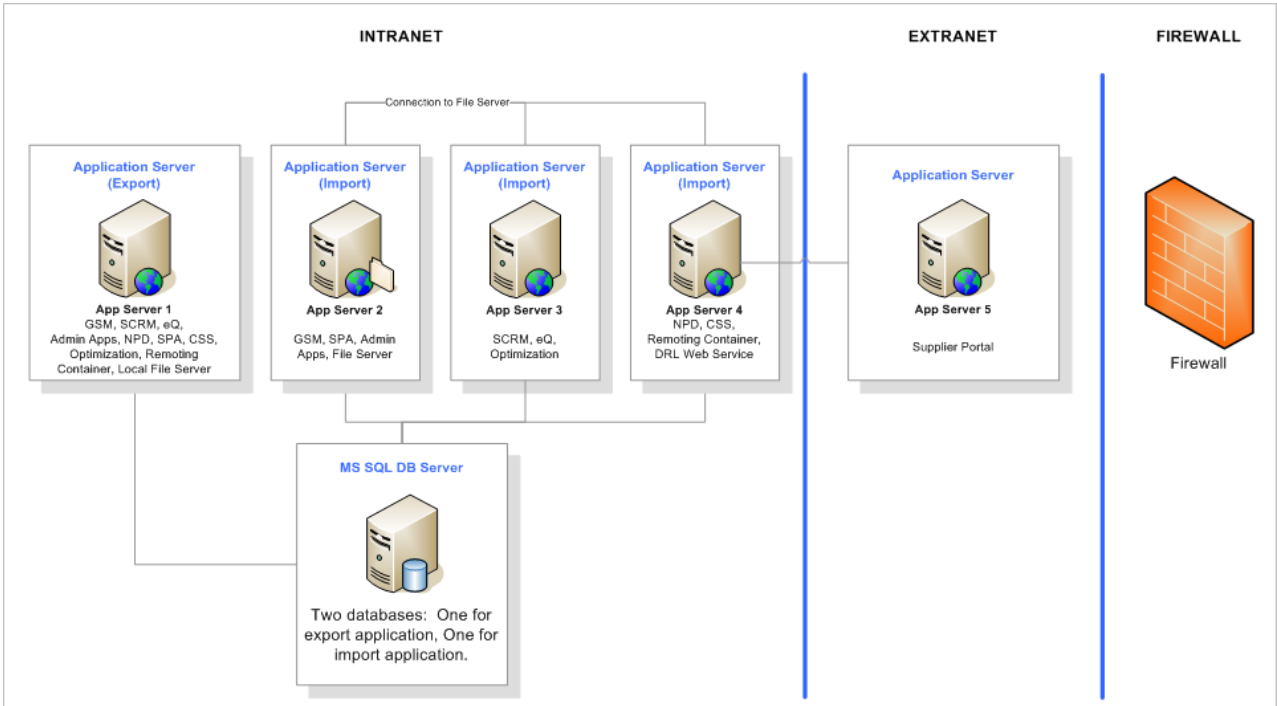 INTRANET
EXTRANET
FIREWALL
Connection to File Server
Application Server
(Export)
App Server 1
GSM, SCRM, eQ,
Admin Apps, NPD, SPA, CSS,
Optimization, Remoting
Container, Local File Server
Application Server
(Import)
App Server 2
GSM, SPA, Admin
Apps, File Server
Application Server
(Import)
App Server 3
SCRM, eQ,
Optimization
Application Server
(Import)
App Server 4
NPD, CSS,
Remoting Container,
DRL Web Service
Application Server
App Server 5
Supplier Portal
Firewall
MS SQL DB Server
Two databases: One for
export application, One for
import application.